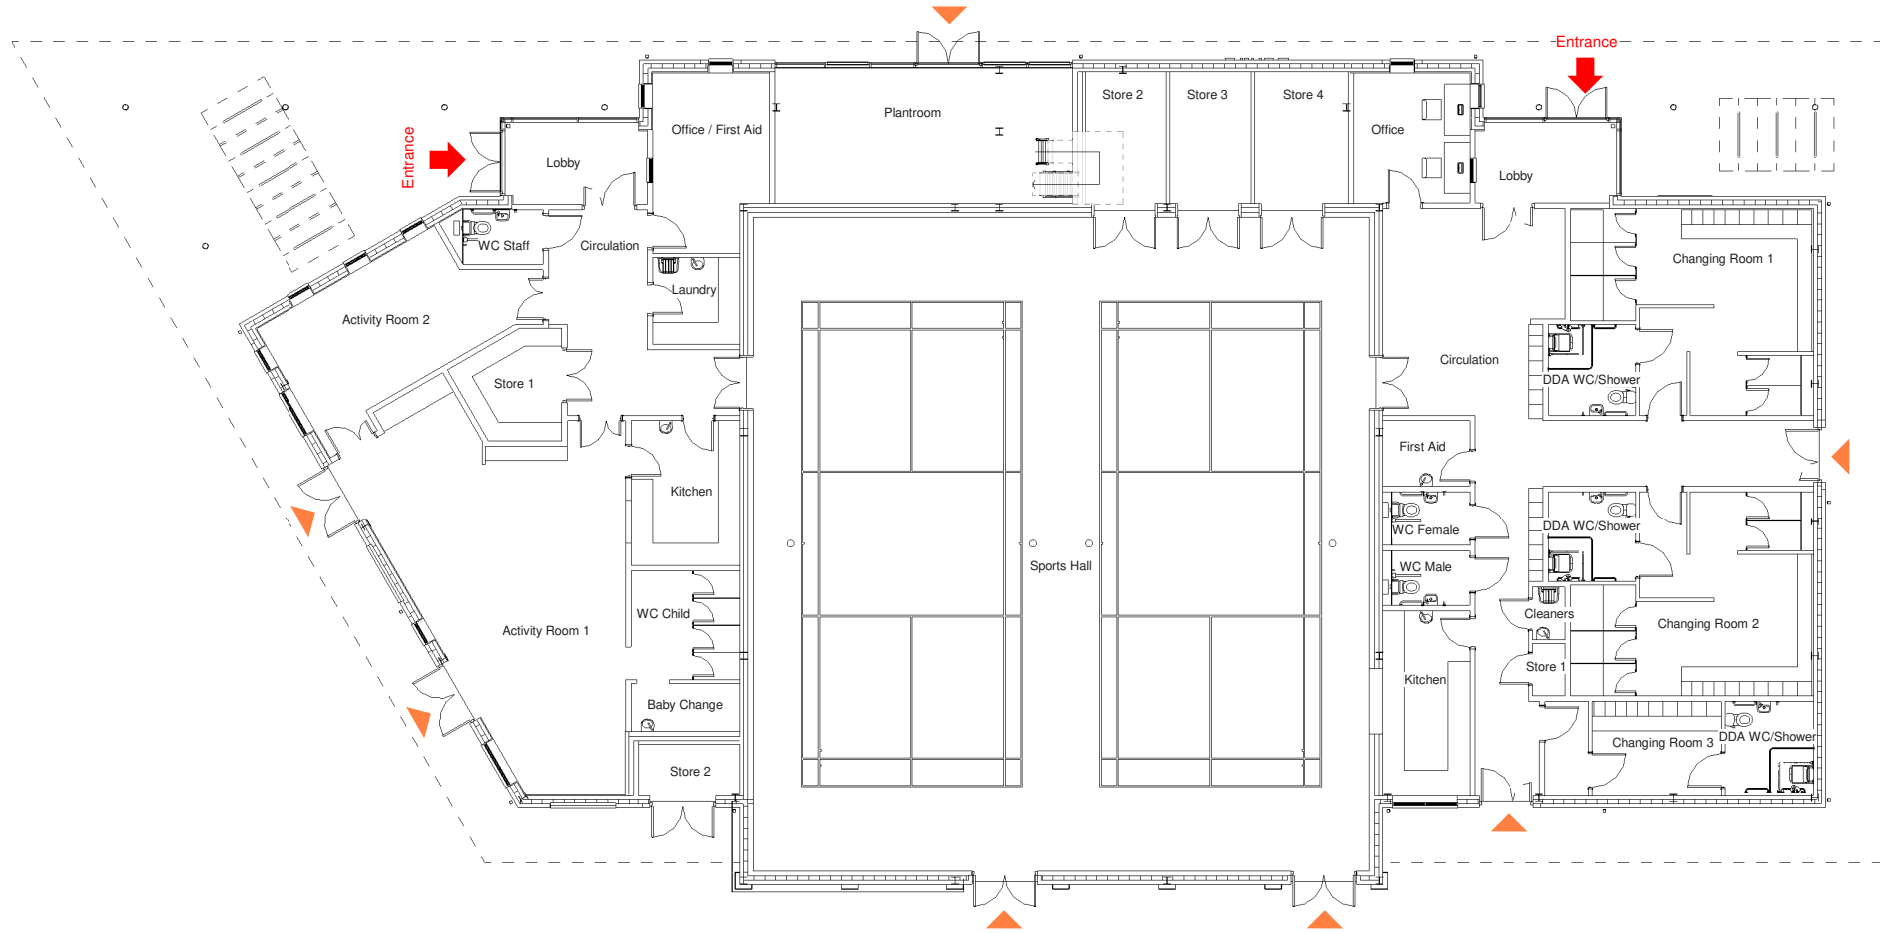 Entrance
Store 2
Store 3
Store 4
Plantroom
Office / First Aid
Office
Entrance
Lobby
Lobby
WC Staff
Circulation
Changing Room 1
Laundry
Activity Room 2
Circulation
Store 1
DDA WC/Shower
First Aid
Kitchen
WC Female
DDA WC/Shower
Sports Hall
WC Male
WC Child
Cleaners
Activity Room 1
Changing Room 2
Store 1
Kitchen
Baby Change
Changing Room 3
DDA WC/Shower
Store 2